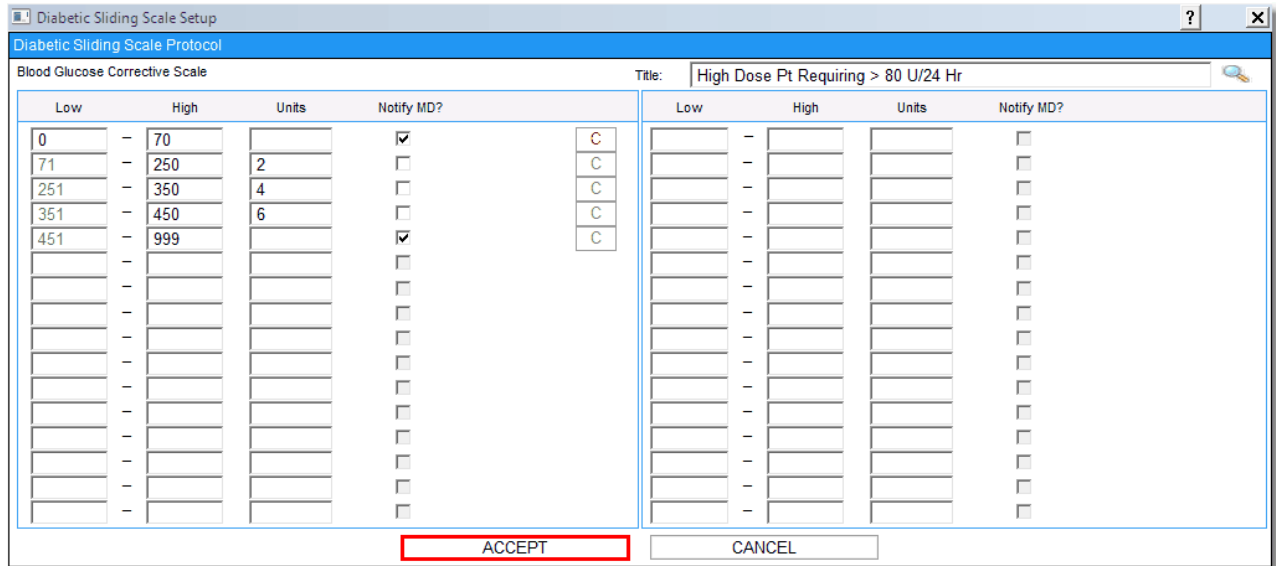 Diabetic Sliding Scale Setup ? X
Diabetic Sliding Scale Protocol
Blood Glucose Corrective Scale Title: High Dose Pt Requiring > 80 U/24 Hr
Low High Units Notify MD? Low High Units Notify MD?
0 – 70 C –
71 – 250 2 C –
251 – 350 4 C –
351 – 450 6 C –
451 – 999 C –
– –
– –
– –
– –
– –
– –
– –
– –
– –
– –
– –
ACCEPT CANCEL